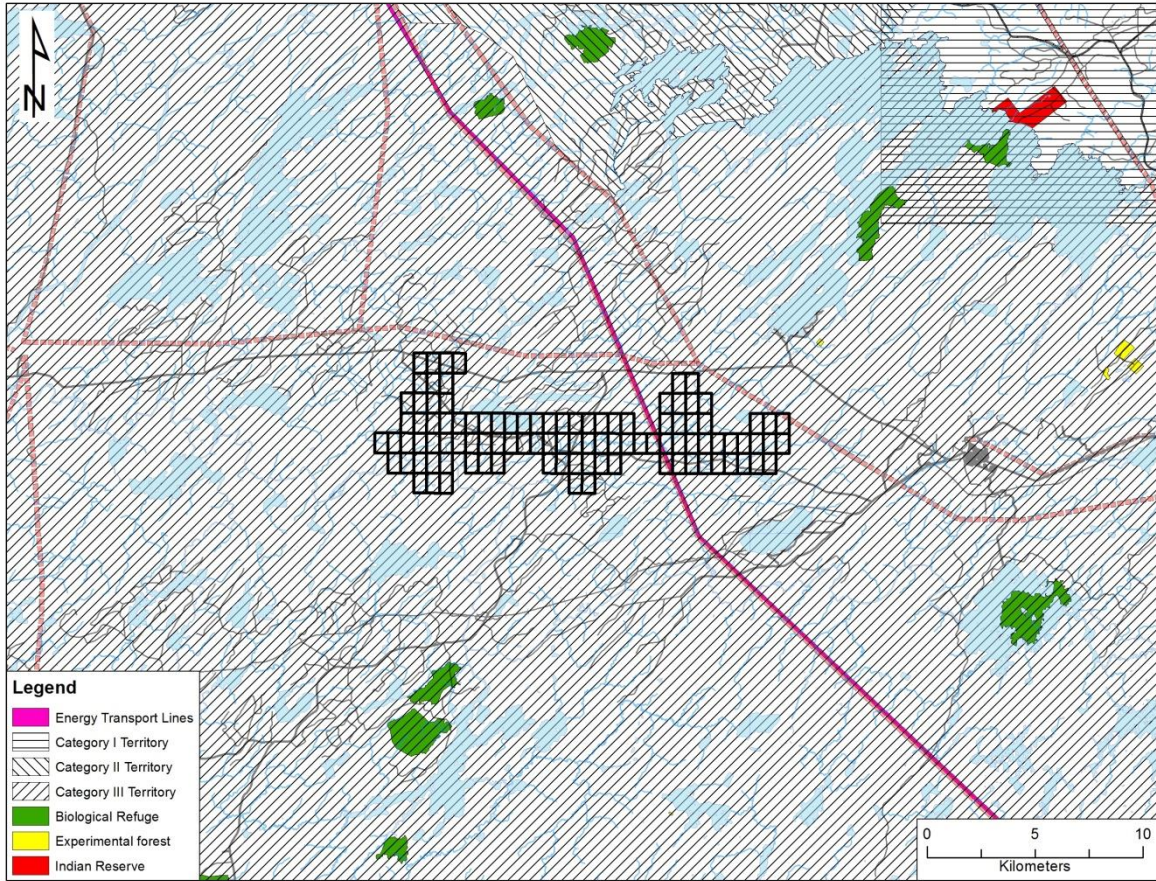 N
Legend
Energy Transport Lines
Category I Territory
Category II Territory
Category III Territory
Biological Refuge
Experimental forest
Indian Reserve
0 5 10
Kilometers